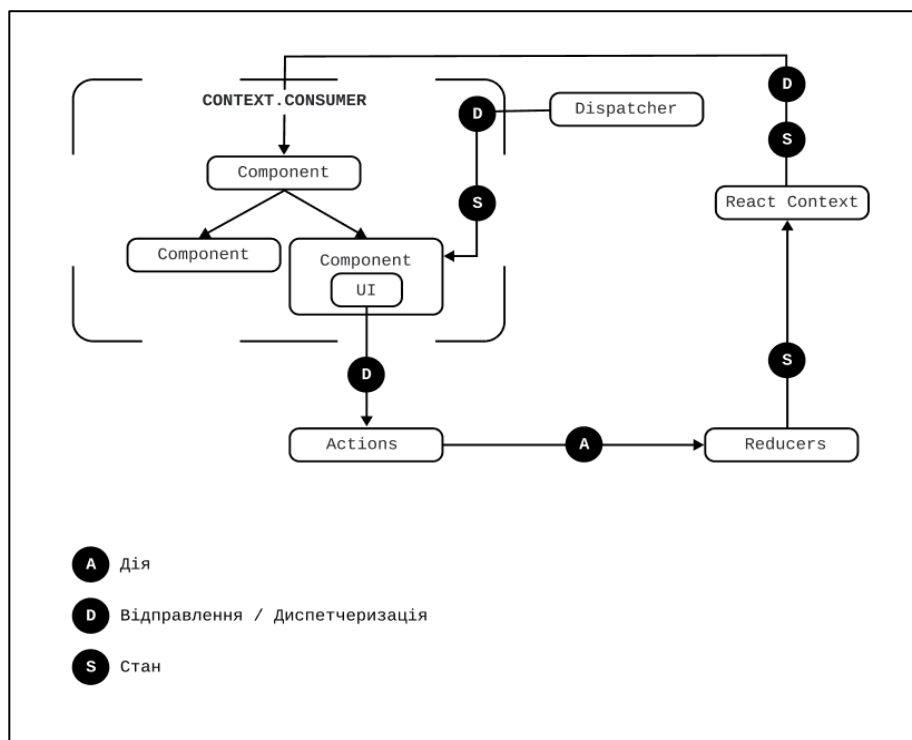 D
CONTEXT.CONSUMER
D
Dispatcher
S
Component
S
React Context
Component
Component
UI
D
S
Actions
A
Reducers
A Дія
D Відправлення / Диспетчеризація
S Стан